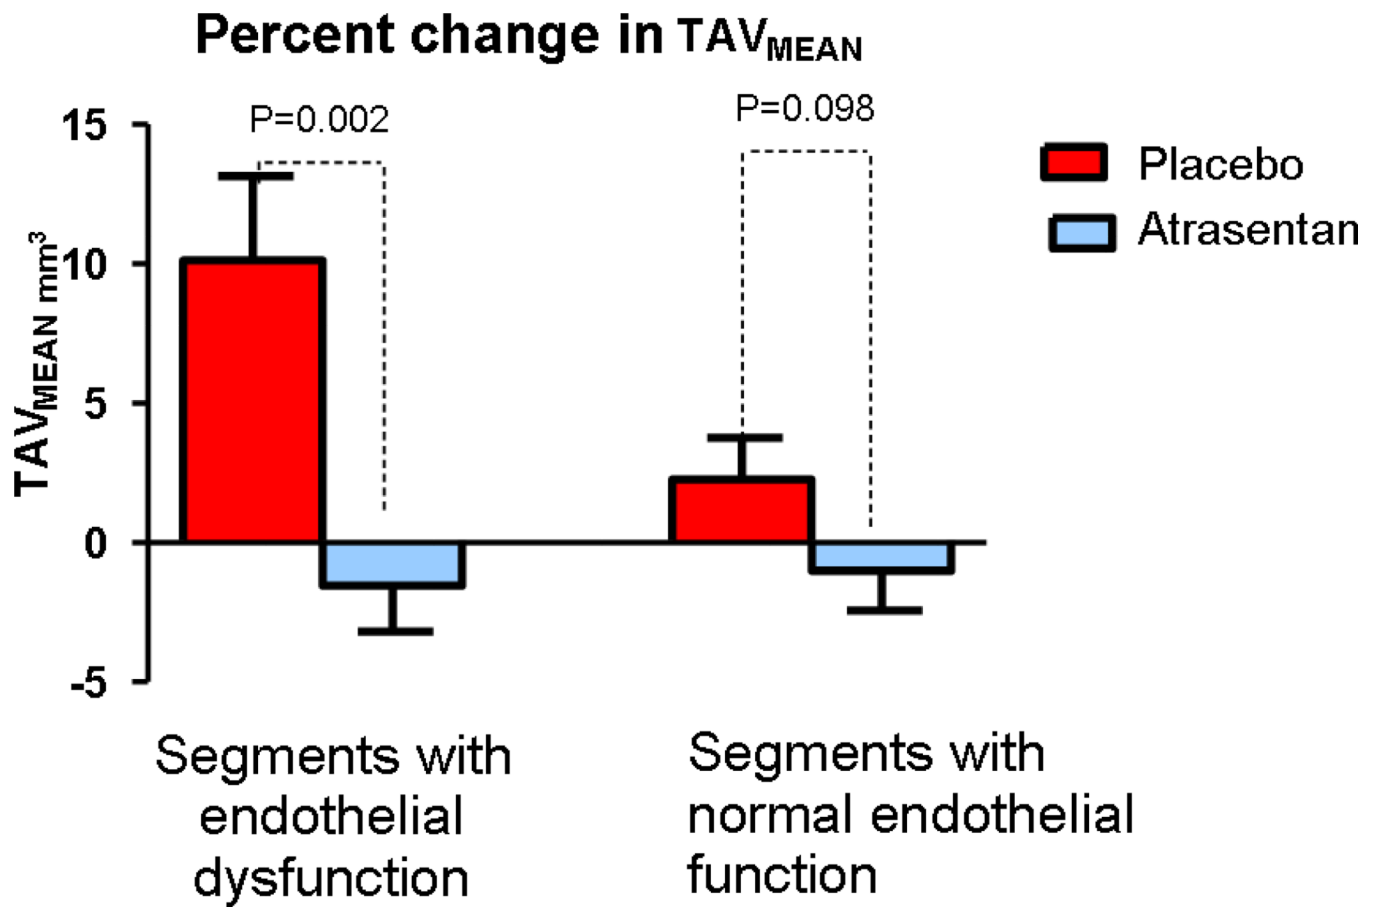 Percent change in TAVMEAN
P=0.002
P=0.098
15
10
5
0
-5
TAVMEAN mm³
Placebo
Atrasentan
Segments with
endothelial
dysfunction
Segments with
normal endothelial
function